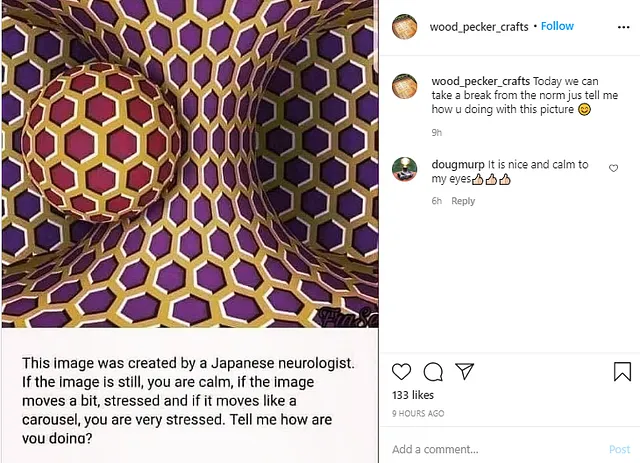 wood_pecker_crafts • Follow
wood_pecker_crafts Today we can
take a break from the norm jus tell me
how u doing with this picture 😊
9h
dougmurp It is nice and calm to
my eyes👍🏻👍🏻👍🏻
6h Reply
This image was created by a Japanese neurologist.
If the image is still, you are calm, if the image
moves a bit, stressed and if it moves like a
carousel, you are very stressed. Tell me how are
you doing?
133 likes
9 HOURS AGO
Add a comment... Post